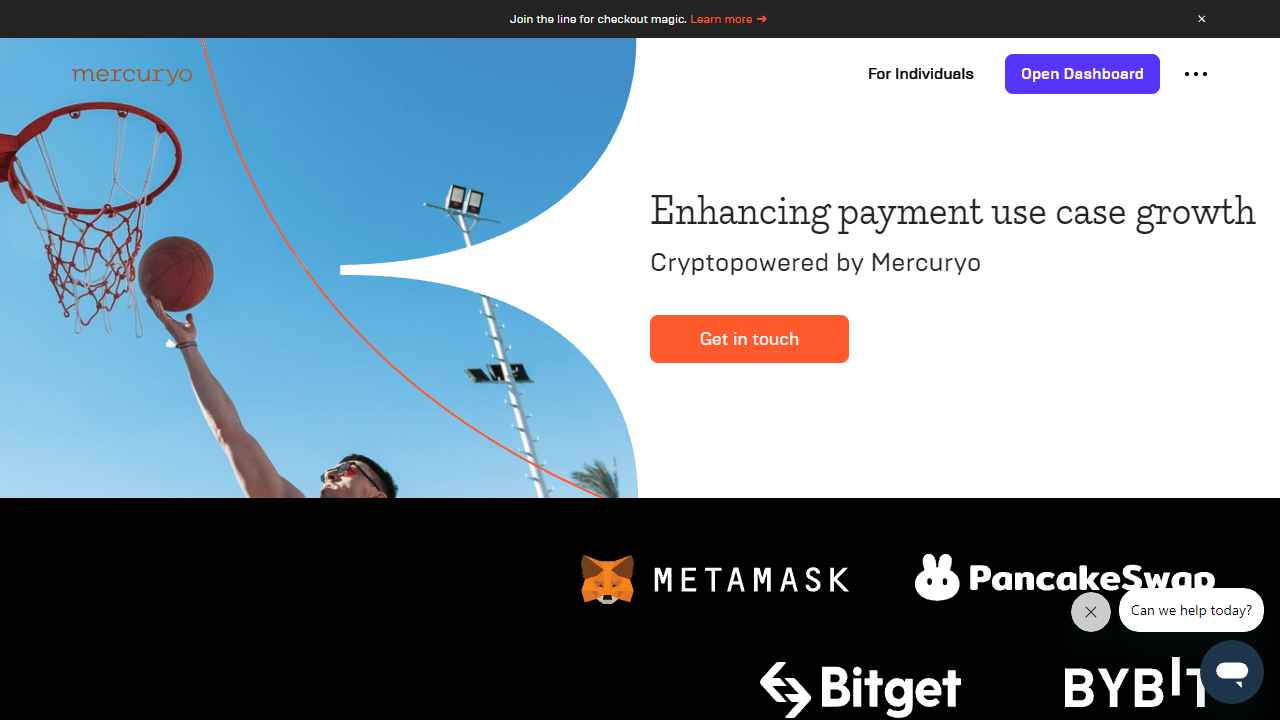 Join the line for checkout magic. Learn more ➔
mercuryo
For Individuals
Open Dashboard
Enhancing payment use case growth
Cryptopowered by Mercuryo
Get in touch
METAMASK
PancakeSwap
Can we help today?
Bitget
BYBIT